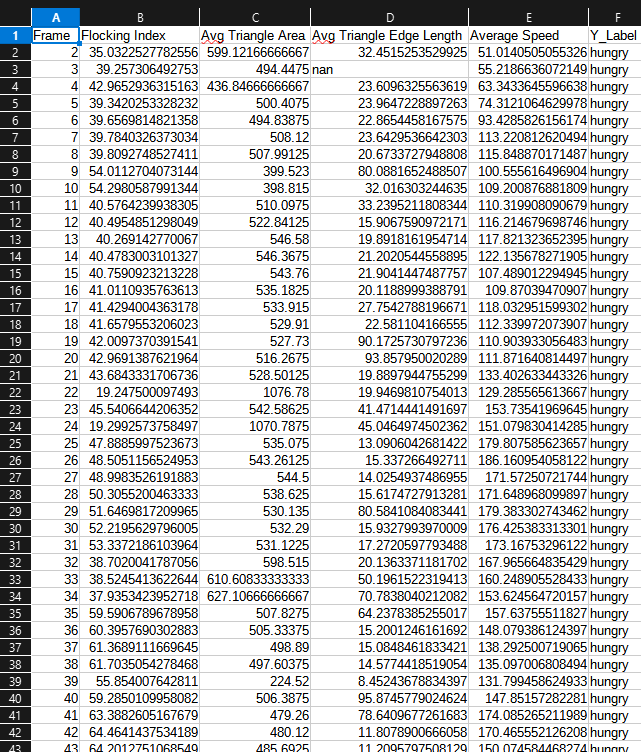 A B C D E F
1 Frame Flocking Index Avg Triangle Area Avg Triangle Edge Length Average Speed Y_Label
2 2 35.0322527782556 599.12166666667 32.4515253529925 51.0140505055326 hungry
3 3 39.257306492753 494.4475 nan 55.2186636072149 hungry
4 4 42.9652936315163 436.84666666667 23.6096325563619 63.3433645596638 hungry
5 5 39.3420253328232 500.4075 23.9647228897263 74.3121064629978 hungry
6 6 39.6569814821358 494.83875 22.8654458167575 93.4285826156174 hungry
7 7 39.7840326373034 508.12 23.6429536642303 113.220812620494 hungry
8 8 39.8092748527411 507.99125 20.6733727948808 115.848870171487 hungry
9 9 54.0112704073144 399.523 80.0881652488507 100.555616496904 hungry
10 10 54.2980587991344 398.815 32.016303244635 109.200876881809 hungry
11 11 40.5764239938305 510.0975 33.2395211808344 110.319908090679 hungry
12 12 40.4954851298049 522.84125 15.9067590972171 116.214679698746 hungry
13 13 40.269142770067 546.58 19.8918161954714 117.821323652395 hungry
14 14 40.4783003101327 546.3675 21.2020544558895 122.135678271905 hungry
15 15 40.7590923213228 543.76 21.9041447487757 107.489012294945 hungry
16 16 41.0110935763613 535.1825 20.1188999388791 109.87039470907 hungry
17 17 41.4294004363178 533.915 27.7542788196671 118.032951599302 hungry
18 18 41.6579553206023 529.91 22.581104166555 112.339972073907 hungry
19 19 42.0097370391541 527.73 90.1725730797236 110.903933056483 hungry
20 20 42.9691387621964 516.2675 93.857950020289 111.871640814497 hungry
21 21 43.6843331706736 528.50125 19.8897944755299 133.402633443326 hungry
22 22 19.247500097493 1076.78 19.9469810754013 129.285565613667 hungry
23 23 45.5406644206352 542.58625 41.4714441491697 153.73541969645 hungry
24 24 19.2992573758497 1070.7875 45.0464974502362 151.079830414285 hungry
25 25 47.8885997523673 535.075 13.0906042681422 179.807585623657 hungry
26 26 48.5051156524953 543.26125 15.337266492711 186.160954058122 hungry
27 27 48.9983526191883 544.5 14.0254937486955 171.57250721744 hungry
28 28 50.3055200463333 538.625 15.6174727913281 171.648968099897 hungry
29 29 51.6469817209965 530.135 80.5841084083441 179.383302743462 hungry
30 30 52.2195629796005 532.29 15.9327993970009 176.425383313301 hungry
31 31 53.3372186103964 531.1225 17.2720597793488 173.16753296122 hungry
32 32 38.7020041787056 598.515 20.1363371181702 167.965664835429 hungry
33 33 38.5245413622644 610.60833333333 50.1961522319413 160.248905528433 hungry
34 34 37.9353423952718 627.10666666667 70.7838040212082 153.624564720157 hungry
35 35 59.5906789678958 507.8275 64.2378385255017 157.63755511827 hungry
36 36 60.3957690302883 505.33375 15.2001246161692 148.079386124397 hungry
37 37 61.3689111669645 498.89 15.0848461833421 138.292500719065 hungry
38 38 61.7035054278468 497.60375 14.5774418519054 135.097006808494 hungry
39 39 55.854007642811 224.52 8.45243678834397 131.799458624933 hungry
40 40 59.2850109958082 506.3875 95.8745779024624 147.85157282281 hungry
41 41 63.3882605167679 479.26 78.6409677261683 174.085265211989 hungry
42 42 64.4641437534189 480.12 11.8078900666058 170.465552126208 hungry
43 43 64.2012751068549 485.6925 11.2095797508129 150.074584468274 hungry